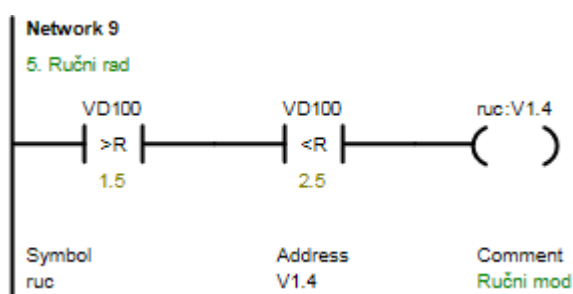 Network 9
5. Ručni rad
VD100 VD100 ruc:V1.4
>R <R
1.5 2.5
Symbol Address Comment
ruc V1.4 Ručni mod